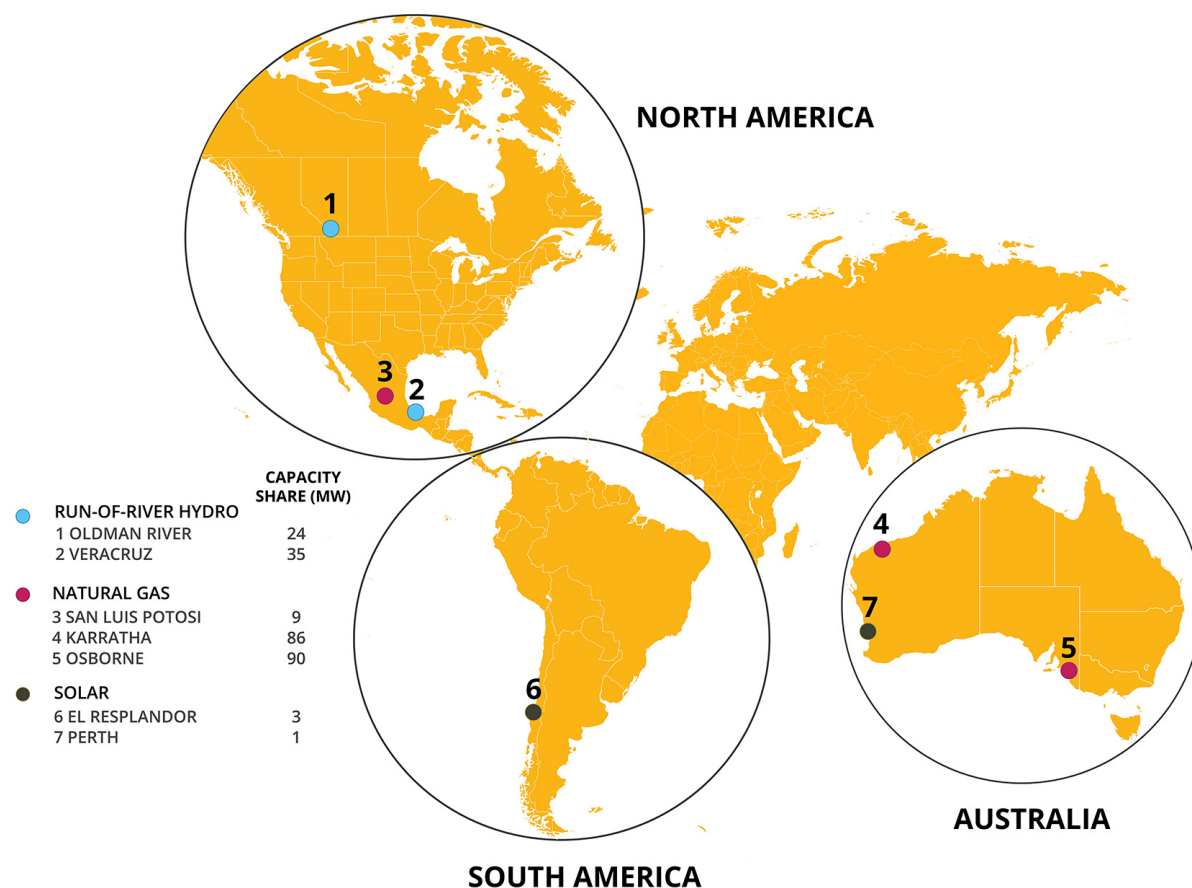 NORTH AMERICA
1
3
2
CAPACITY
SHARE (MW)
RUN-OF-RIVER HYDRO
1 OLDMAN RIVER 24
2 VERACRUZ 35
NATURAL GAS
3 SAN LUIS POTOSI 9
4 KARRATHA 86
5 OSBORNE 90
SOLAR
6 EL RESPLANDOR 3
7 PERTH 1
6
SOUTH AMERICA
4
7
5
AUSTRALIA